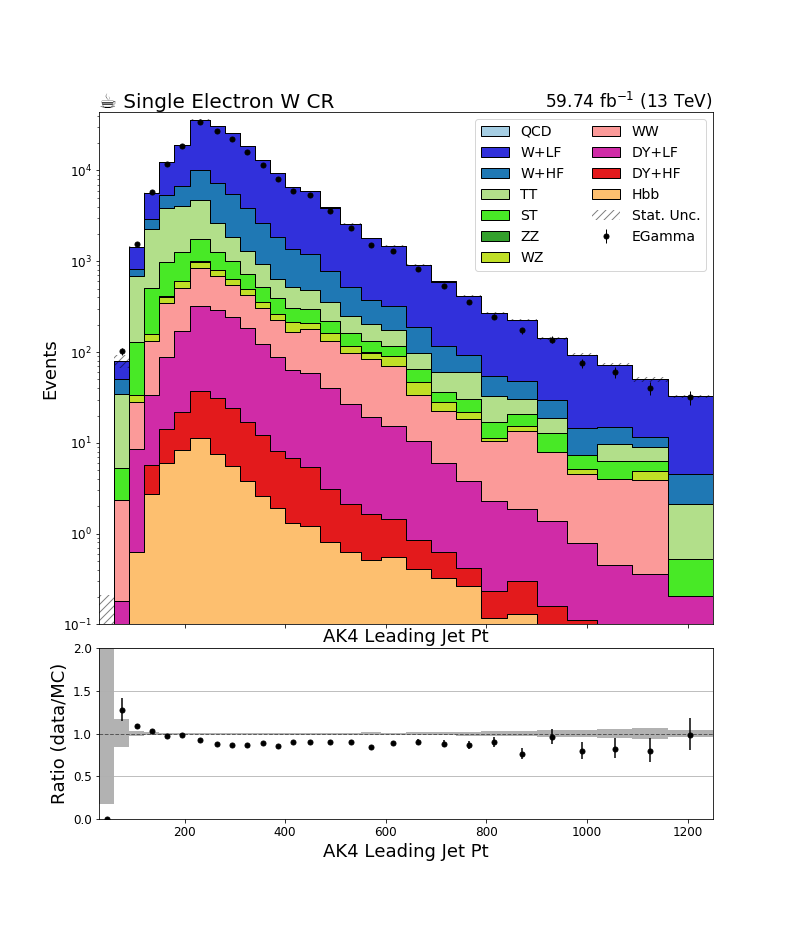 ☕ Single Electron W CR
59.74 fb⁻¹ (13 TeV)
QCD
W+LF
W+HF
TT
ST
ZZ
WZ
WW
DY+LF
DY+HF
Hbb
Stat. Unc.
EGamma
Events
10⁴
10³
10²
10¹
10⁰
10⁻¹
AK4 Leading Jet Pt
Ratio (data/MC)
2.0
1.5
1.0
0.5
0.0
200 400 600 800 1000 1200
AK4 Leading Jet Pt